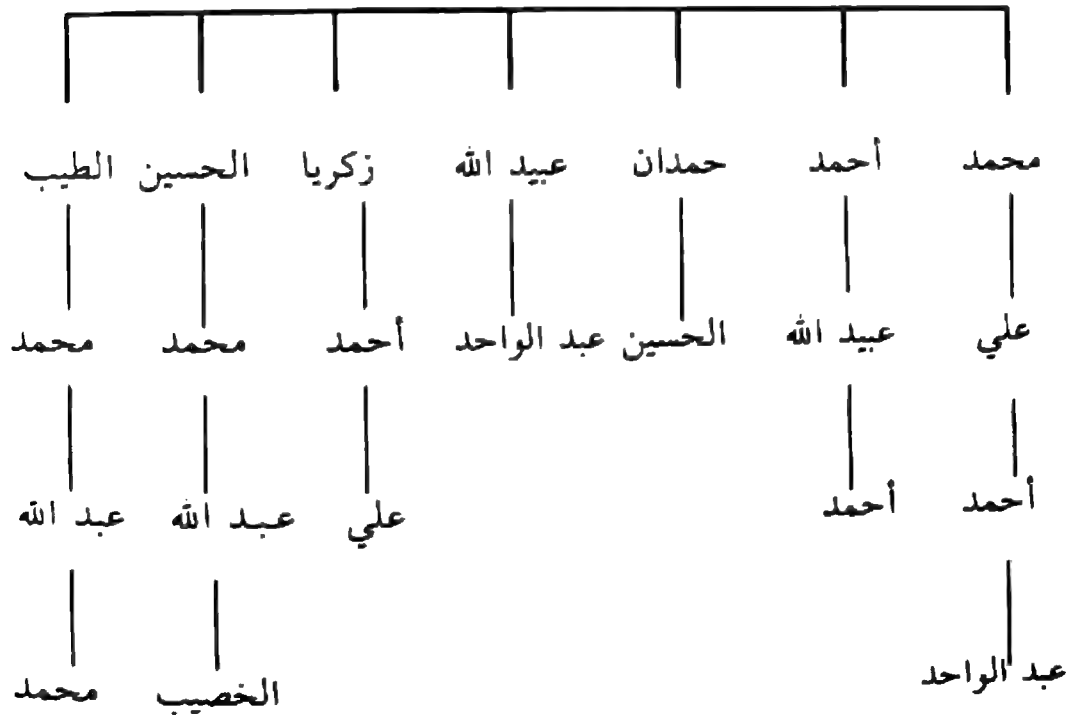 محمد أحمد حمدان عبيد الله زكريا الحسين الطيب
علي عبيد الله الحسين عبد الواحد أحمد محمد محمد
أحمد أحمد علي عبد الله عبد الله
عبد الواحد الخصيب محمد